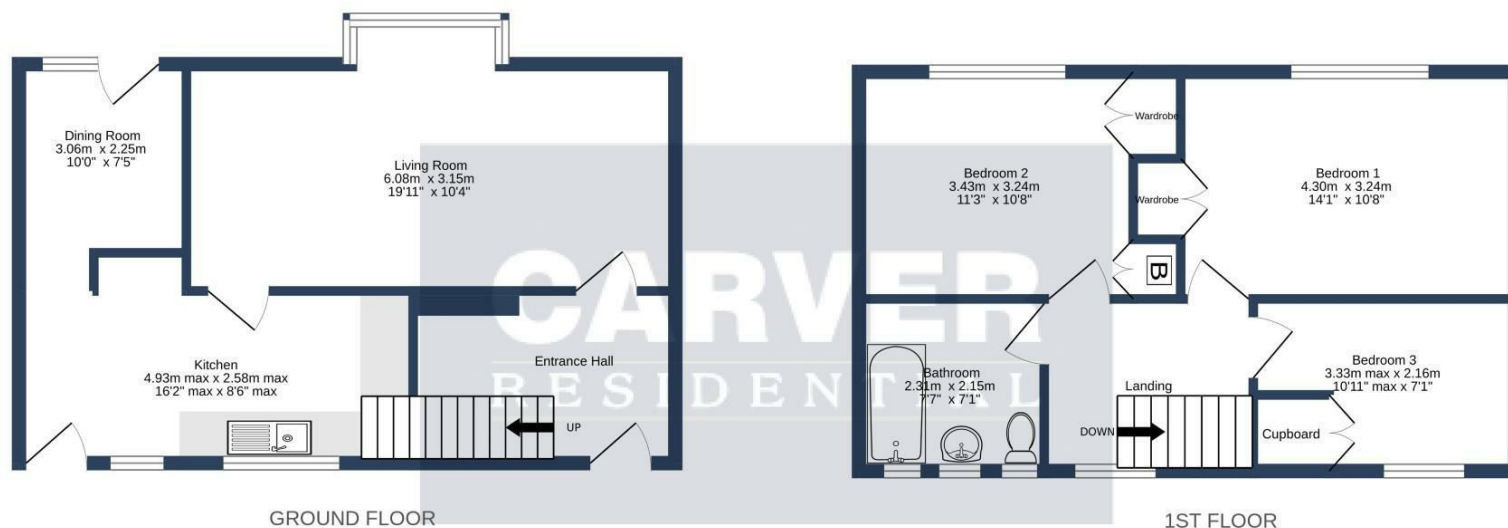 Dining Room
3.06m x 2.25m
10'0" x 7'5"
Living Room
6.08m x 3.15m
19'11" x 10'4"
Kitchen
4.93m max x 2.58m max
16'2" max x 8'6" max
Entrance Hall
UP
GROUND FLOOR
CARVER
RESIDENTIAL
Wardrobe
Bedroom 2
3.43m x 3.24m
11'3" x 10'8"
Wardrobe
Bedroom 1
4.30m x 3.24m
14'1" x 10'8"
B
Bathroom
2.31m x 2.15m
7'7" x 7'1"
Landing
DOWN
Bedroom 3
3.33m max x 2.16m
10'11" max x 7'1"
Cupboard
1ST FLOOR